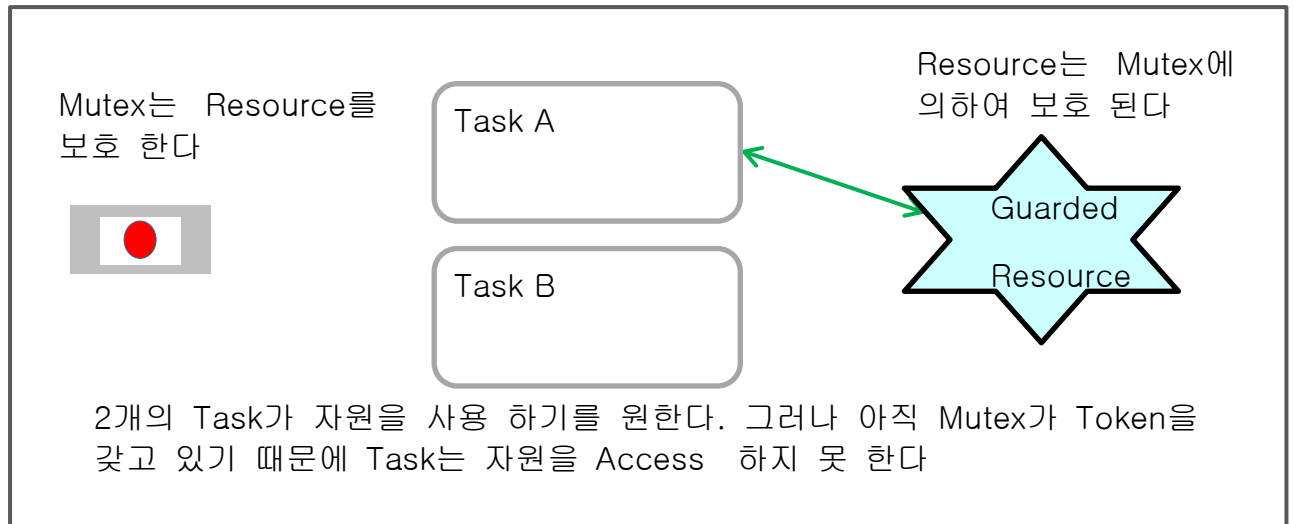 Mutex는 Resource를
보호 한다
Task A
Resource는 Mutex에
의하여 보호 된다
Guarded
Resource
Task B
2개의 Task가 자원을 사용 하기를 원한다. 그러나 아직 Mutex가 Token을
갖고 있기 때문에 Task는 자원을 Access 하지 못 한다